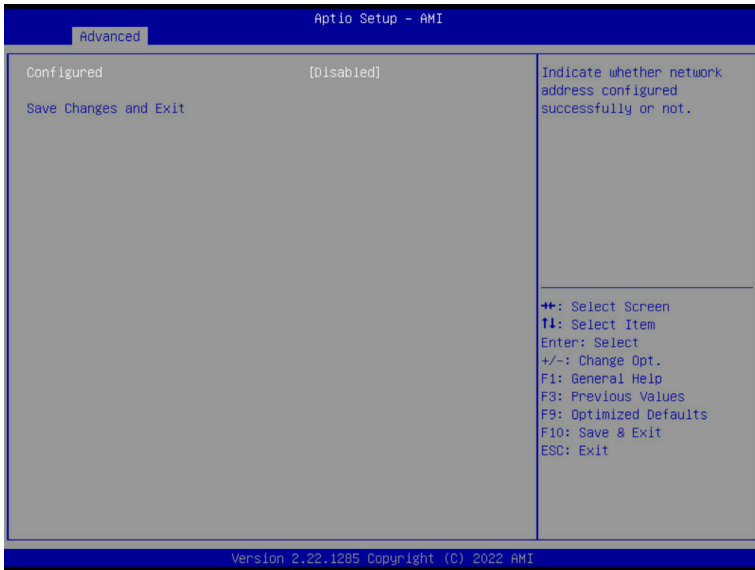 Aptio Setup – AMI
Advanced
Configured [Disabled]
Save Changes and Exit
Indicate whether network
address configured
successfully or not.
→←: Select Screen
↑↓: Select Item
Enter: Select
+/-: Change Opt.
F1: General Help
F3: Previous Values
F9: Optimized Defaults
F10: Save & Exit
ESC: Exit
Version 2.22.1285 Copyright (C) 2022 AMI